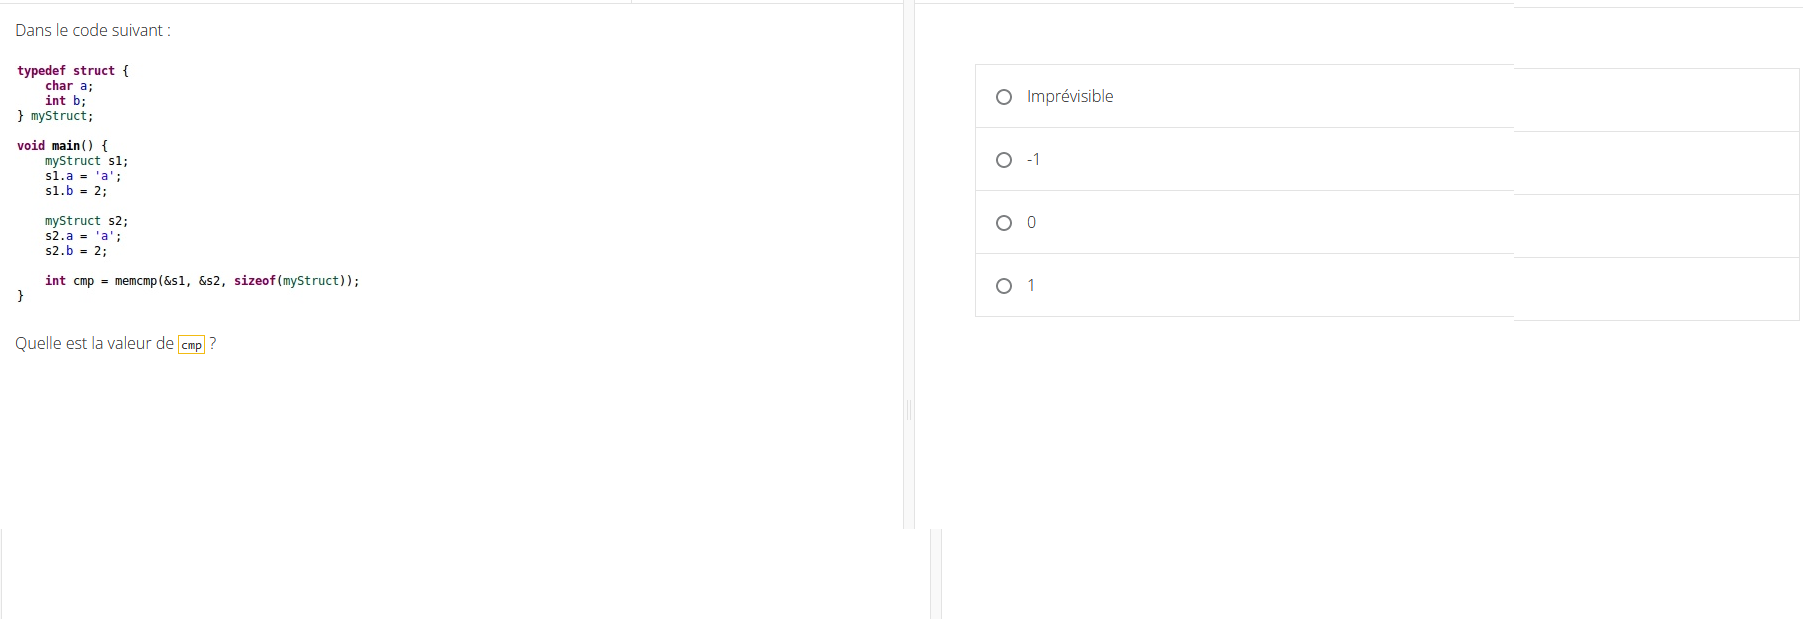 Dans le code suivant :
typedef struct {
    char a;
    int b;
} myStruct;
void main() {
    myStruct s1;
    s1.a = 'a';
    s1.b = 2;
    myStruct s2;
    s2.a = 'a';
    s2.b = 2;
    int cmp = memcmp(&s1, &s2, sizeof(myStruct));
}
Quelle est la valeur de cmp ?
Imprévisible
-1
0
1